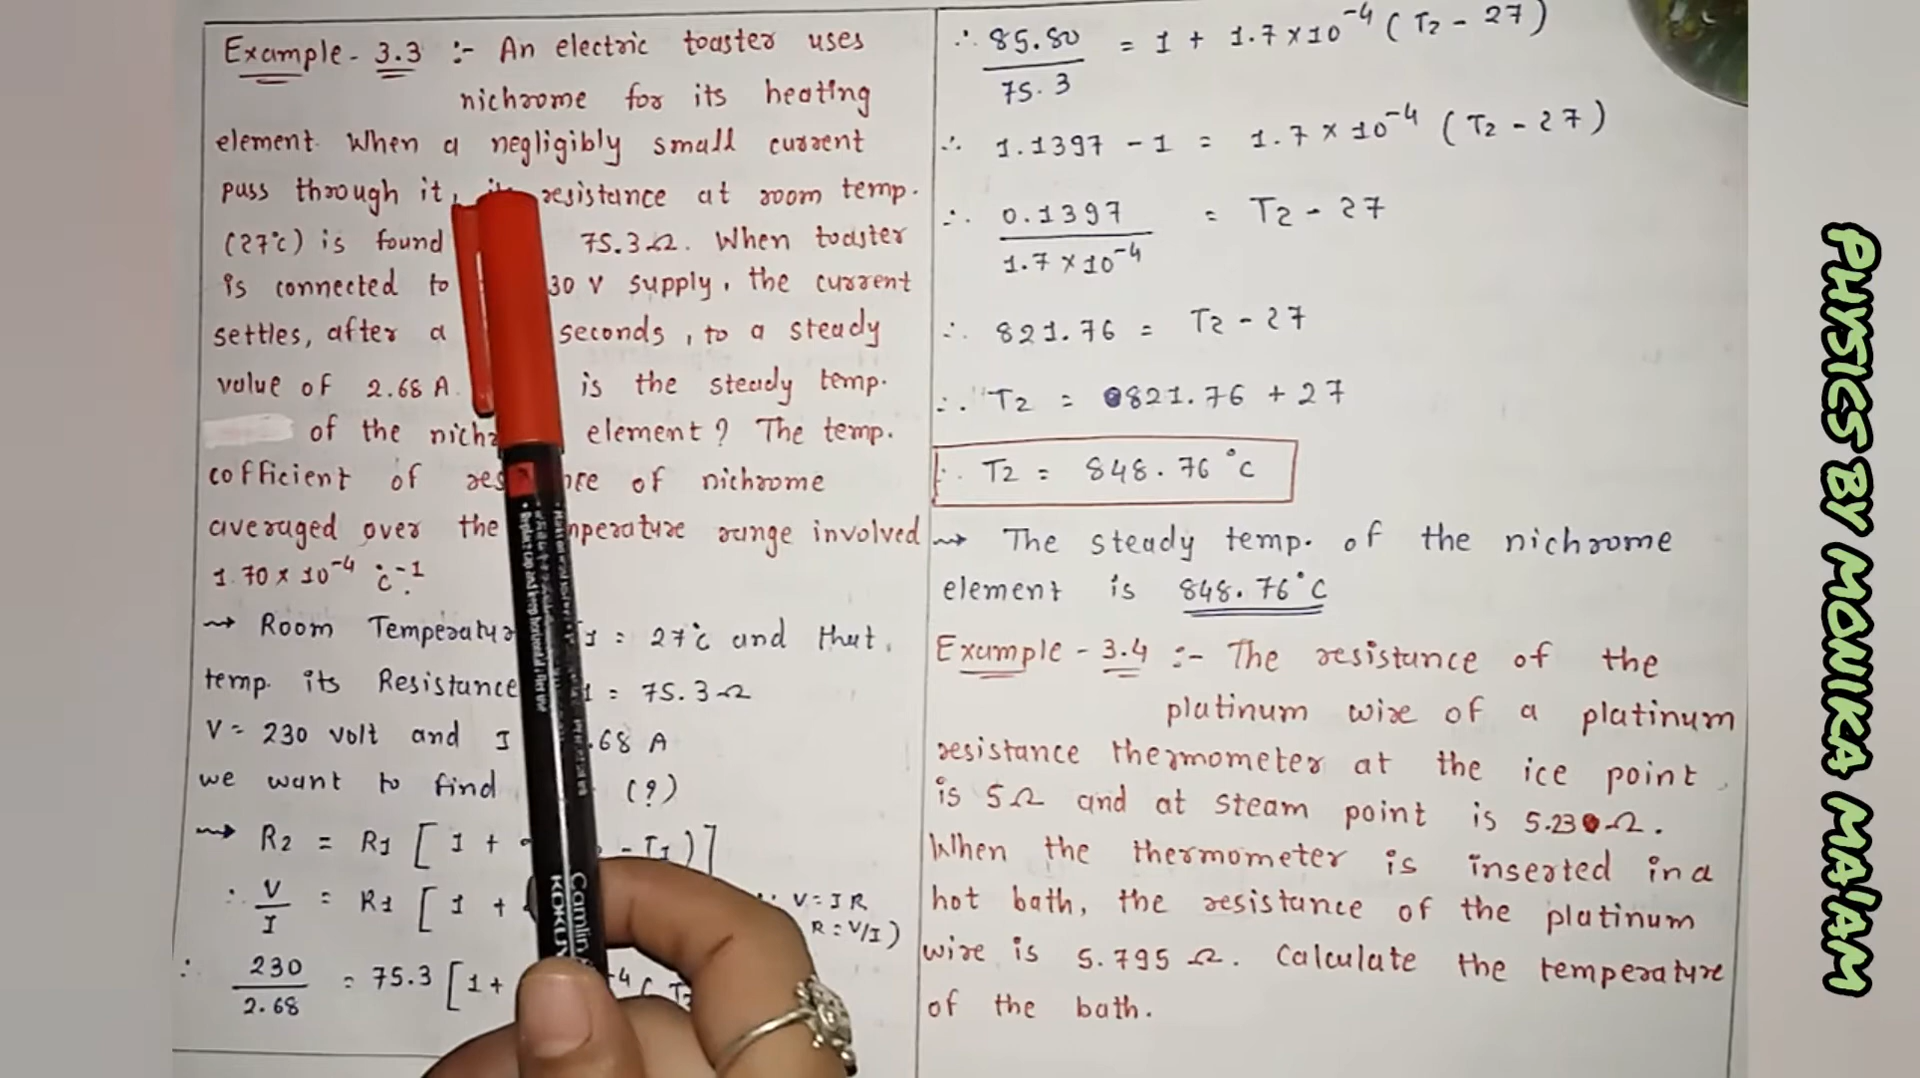 Example - 3.3 :- An electric toaster uses
nichrome for its heating
element. When a negligibly small current
pass through it, resistance at room temp.
(27°c) is found 75.3Ω. When toaster
is connected to 30 V supply, the current
settles, after a seconds, to a steady
value of 2.68 A. is the steady temp.
of the element? The temp.
cofficient of of nichrome
averaged over the range involved
1.70 × 10⁻⁴ °c⁻¹.
⇝ Room = 27°c and that
temp. its Resistance = 75.3Ω
V = 230 volt and I .68 A
we want to find (?)
⇝ R2 = R1 [ 1 + - T1)]
∴ V/I = R1 [ 1 + ∵ V = IR
R = V/I)
∴ 230/2.68 = 75.3 [ 1 + -4 (
∴ 85.80/75.3 = 1 + 1.7 × 10⁻⁴ ( T2 - 27 )
∴ 1.1397 - 1 = 1.7 × 10⁻⁴ ( T2 - 27 )
∴ 0.1397/1.7 × 10⁻⁴ = T2 - 27
∴ 821.76 = T2 - 27
∴ T2 = 821.76 + 27
∴ T2 = 848.76 °c
⇝ The steady temp. of the nichrome
element is 848.76°C
Example - 3.4 :- The resistance of the
platinum wire of a platinum
resistance thermometer at the ice point
is 5Ω and at steam point is 5.23Ω.
When the thermometer is inserted in a
hot bath, the resistance of the platinum
wire is 5.795 Ω. Calculate the temperature
of the bath.
PHYSICS BY MONIKA MA'AM
Camlin
KOKUY